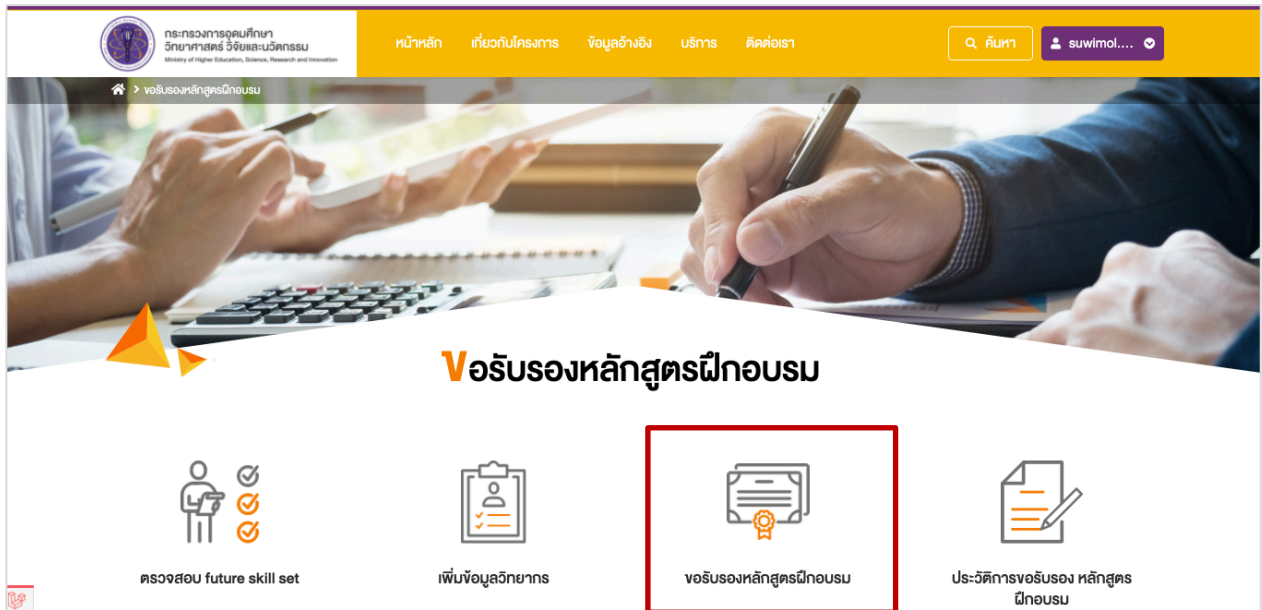 กระทรวงการอุดมศึกษา
วิทยาศาสตร์ วิจัยและนวัตกรรม
Ministry of Higher Education, Science, Research and Innovation
หน้าหลัก เกี่ยวกับโครงการ ข้อมูลอ้างอิง บริการ ติดต่อเรา
ค้นหา
suwimol....
> ขอรับรองหลักสูตรฝึกอบรม
ขอรับรองหลักสูตรฝึกอบรม
ตรวจสอบ future skill set
เพิ่มข้อมูลวิทยากร
ขอรับรองหลักสูตรฝึกอบรม
ประวัติการขอรับรอง หลักสูตร
ฝึกอบรม